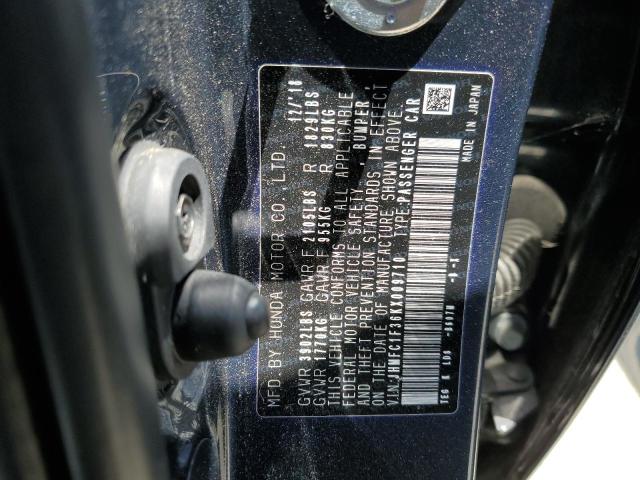 MFD. BY HONDA MOTOR CO., LTD. 12/'18
GVWR 3902LBS GAWR F 2105LBS R 1829LBS
GVWR 1770KG GAWR F 955KG R 830KG
THIS VEHICLE CONFORMS TO ALL APPLICABLE
FEDERAL MOTOR VEHICLE SAFETY, BUMPER,
AND THEFT PREVENTION STANDARDS IN EFFECT
ON THE DATE OF MANUFACTURE SHOWN ABOVE.
V.I.N.:JHMFC1F36KX009710 TYPE:PASSENGER CAR
MADE IN JAPAN